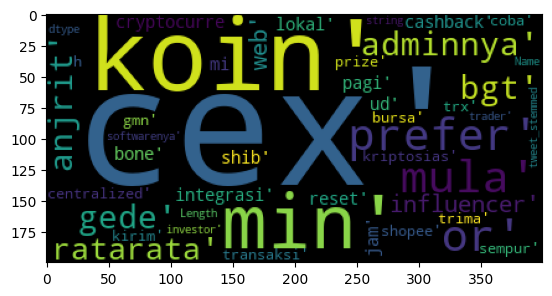 0
25
50
75
100
125
150
175
0 50 100 150 200 250 300 350
dtype
cryptocurre
lokal'
string
cashback'
coba'
koin'
web'
prize'
adminnya'
Name
anjrit'
h
mi
pagi'
bgt'
cex'
ud'
trx'
trader'
gmn'
bursa'
prefer'
tweet_stemmed
softwarenya'
bone'
shib'
kriptosias'
mula'
centralized'
integrasi'
reset'
influencer'
gede'
Length
min'
trima'
kirim'
investor'
jam'
shopee'
or'
ratarata'
transaksi'
sempur'